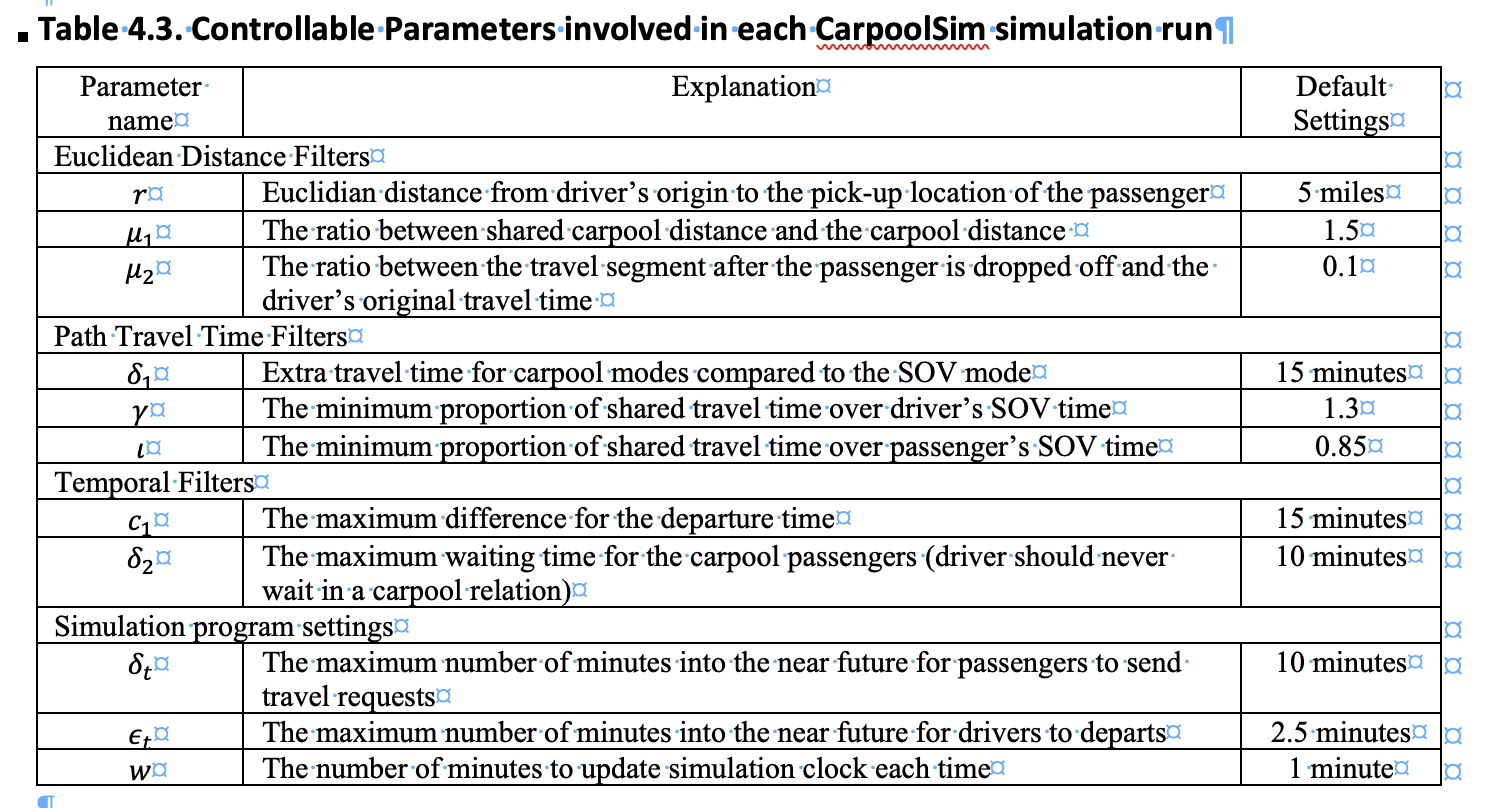 Table 4.3. Controllable Parameters involved in each CarpoolSim simulation run¶
Parameter
name¤
Explanation¤
Default
Settings¤
¤
Euclidean Distance Filters¤
¤
r¤
Euclidian distance from driver’s origin to the pick-up location of the passenger¤
5 miles¤
¤
μ₁¤
The ratio between shared carpool distance and the carpool distance ¤
1.5¤
¤
μ₂¤
The ratio between the travel segment after the passenger is dropped off and the
driver’s original travel time ¤
0.1¤
¤
Path Travel Time Filters¤
¤
δ₁¤
Extra travel time for carpool modes compared to the SOV mode¤
15 minutes¤
¤
γ¤
The minimum proportion of shared travel time over driver’s SOV time¤
1.3¤
¤
ι¤
The minimum proportion of shared travel time over passenger’s SOV time¤
0.85¤
¤
Temporal Filters¤
¤
c₁¤
The maximum difference for the departure time¤
15 minutes¤
¤
δ₂¤
The maximum waiting time for the carpool passengers (driver should never
wait in a carpool relation)¤
10 minutes¤
¤
Simulation program settings¤
¤
δₜ¤
The maximum number of minutes into the near future for passengers to send
travel requests¤
10 minutes¤
¤
ϵₜ¤
The maximum number of minutes into the near future for drivers to departs¤
2.5 minutes¤
¤
w¤
The number of minutes to update simulation clock each time¤
1 minute¤
¤
¶